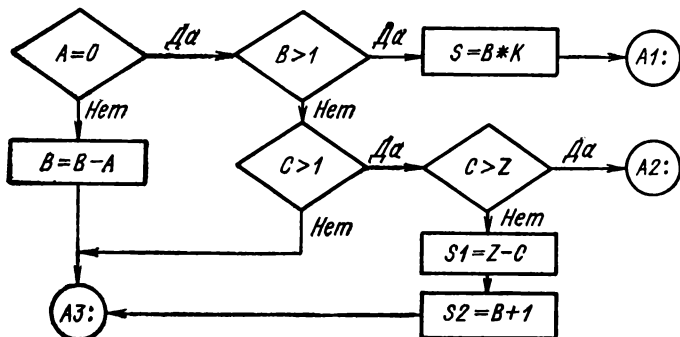 A=0
Да
B>1
Да
S=B*K
A1:
Нет
Нет
B=B-A
C>1
Да
C>Z
Да
A2:
Нет
Нет
S1=Z-C
A3:
S2=B+1